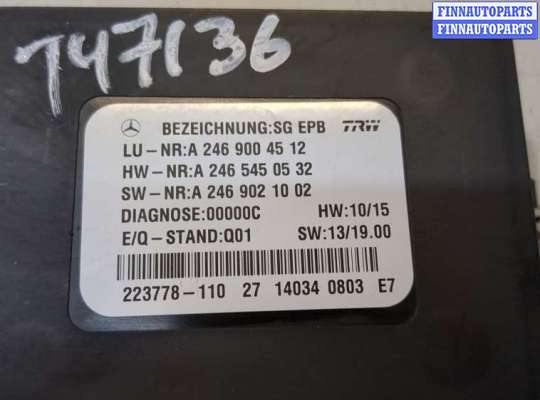 FINNAUTOPARTS
FINNAUTOPARTS
T47136
BEZEICHNUNG:SG EPB TRW
LU-NR:A 246 900 45 12
HW-NR:A 246 545 05 32
SW-NR:A 246 902 10 02
DIAGNOSE:00000C HW:10/15
E/Q-STAND:Q01 SW:13/19.00
223778-110 27 14034 0803 E7